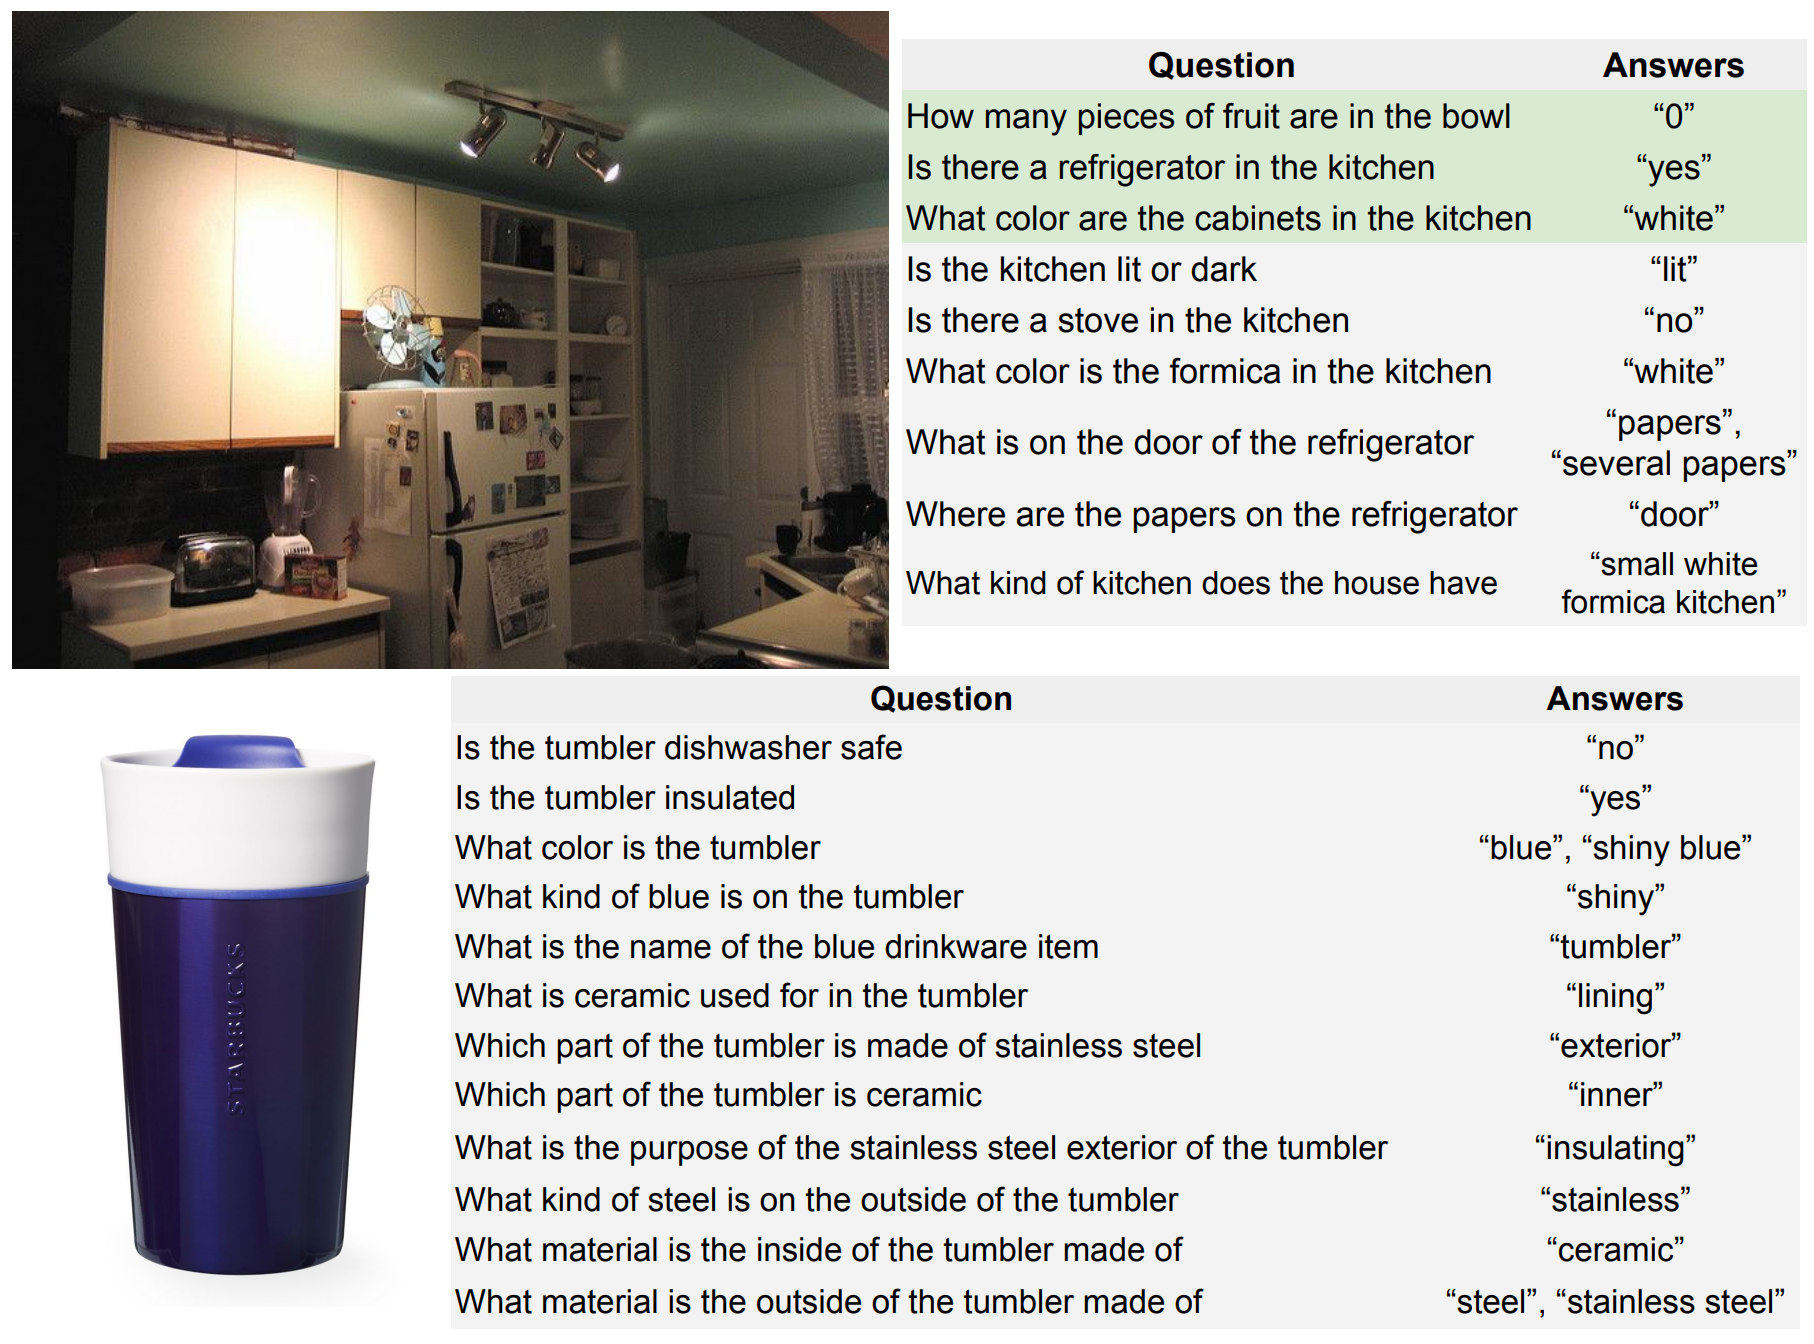 Question Answers
How many pieces of fruit are in the bowl “0”
Is there a refrigerator in the kitchen “yes”
What color are the cabinets in the kitchen “white”
Is the kitchen lit or dark “lit”
Is there a stove in the kitchen “no”
What color is the formica in the kitchen “white”
What is on the door of the refrigerator “papers”,
“several papers”
Where are the papers on the refrigerator “door”
What kind of kitchen does the house have “small white
formica kitchen”
Question Answers
Is the tumbler dishwasher safe “no”
Is the tumbler insulated “yes”
What color is the tumbler “blue”, “shiny blue”
What kind of blue is on the tumbler “shiny”
What is the name of the blue drinkware item “tumbler”
What is ceramic used for in the tumbler “lining”
Which part of the tumbler is made of stainless steel “exterior”
Which part of the tumbler is ceramic “inner”
What is the purpose of the stainless steel exterior of the tumbler “insulating”
What kind of steel is on the outside of the tumbler “stainless”
What material is the inside of the tumbler made of “ceramic”
What material is the outside of the tumbler made of “steel”, “stainless steel”
STARBUCKS